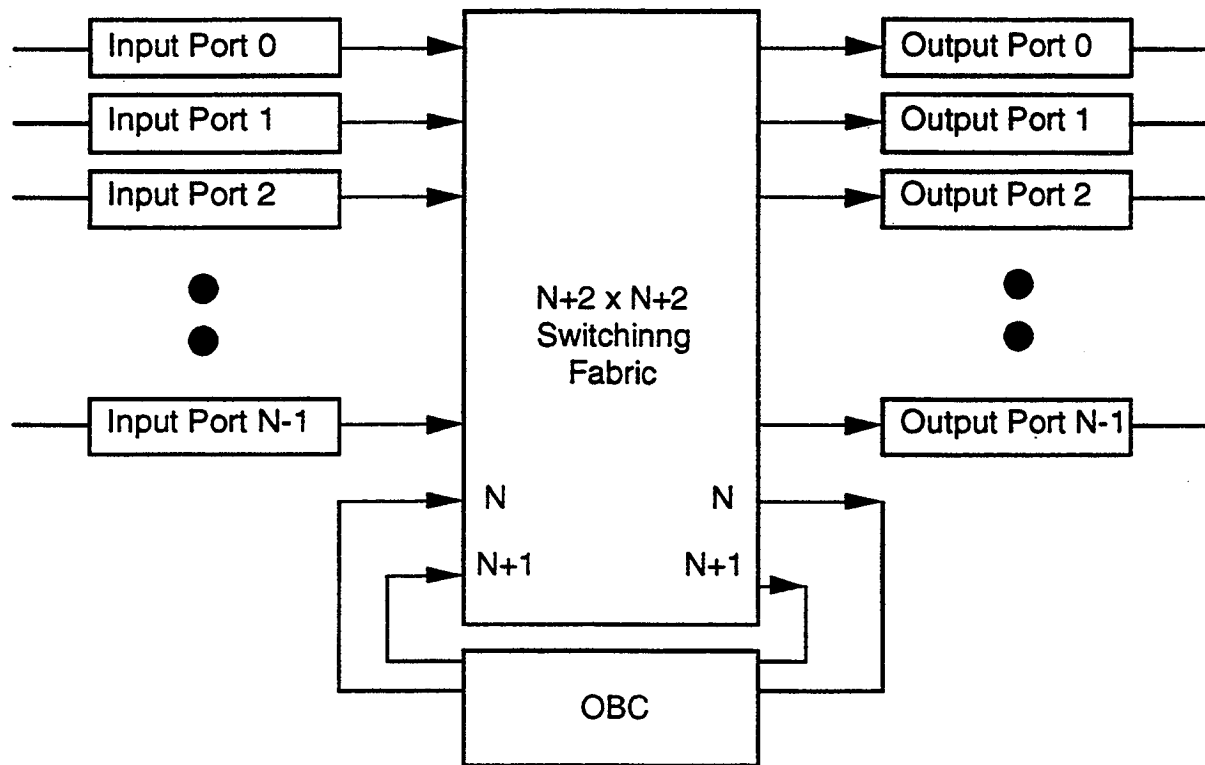 Input Port 0
Output Port 0
Input Port 1
Output Port 1
Input Port 2
Output Port 2
N+2 x N+2
Switchinng
Fabric
Input Port N-1
Output Port N-1
N
N
N+1
N+1
OBC